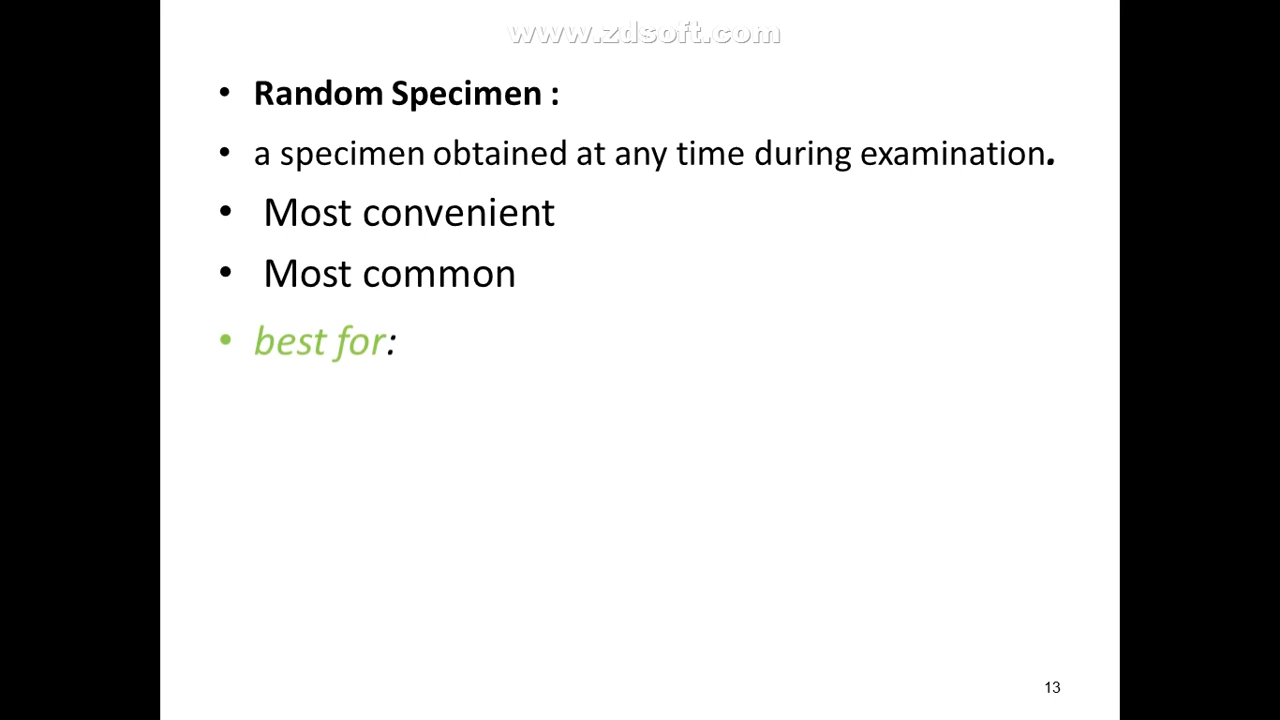 www.zdsoft.com
• Random Specimen :
• a specimen obtained at any time during examination.
• Most convenient
• Most common
• best for:
13